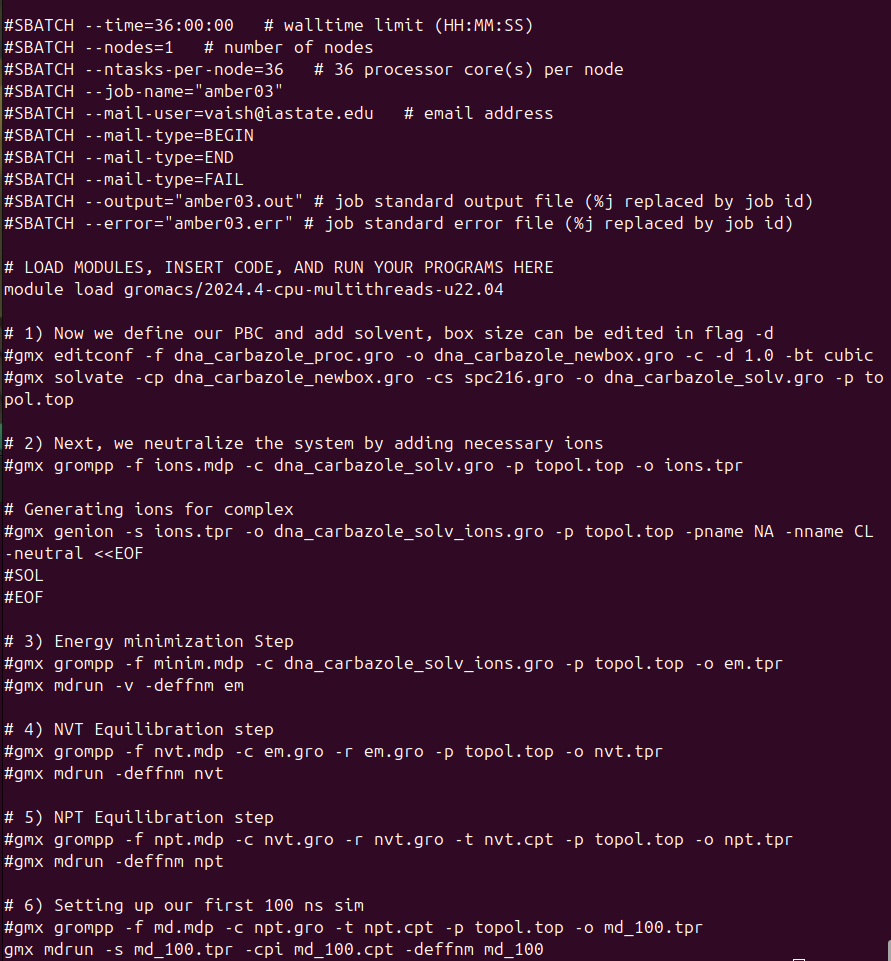 #SBATCH --time=36:00:00   # walltime limit (HH:MM:SS)
#SBATCH --nodes=1   # number of nodes
#SBATCH --ntasks-per-node=36   # 36 processor core(s) per node
#SBATCH --job-name="amber03"
#SBATCH --mail-user=vaish@iastate.edu   # email address
#SBATCH --mail-type=BEGIN
#SBATCH --mail-type=END
#SBATCH --mail-type=FAIL
#SBATCH --output="amber03.out" # job standard output file (%j replaced by job id)
#SBATCH --error="amber03.err" # job standard error file (%j replaced by job id)

# LOAD MODULES, INSERT CODE, AND RUN YOUR PROGRAMS HERE
module load gromacs/2024.4-cpu-multithreads-u22.04

# 1) Now we define our PBC and add solvent, box size can be edited in flag -d
#gmx editconf -f dna_carbazole_proc.gro -o dna_carbazole_newbox.gro -c -d 1.0 -bt cubic
#gmx solvate -cp dna_carbazole_newbox.gro -cs spc216.gro -o dna_carbazole_solv.gro -p to
pol.top

# 2) Next, we neutralize the system by adding necessary ions
#gmx grompp -f ions.mdp -c dna_carbazole_solv.gro -p topol.top -o ions.tpr

# Generating ions for complex
#gmx genion -s ions.tpr -o dna_carbazole_solv_ions.gro -p topol.top -pname NA -nname CL
-neutral <<EOF
#SOL
#EOF

# 3) Energy minimization Step
#gmx grompp -f minim.mdp -c dna_carbazole_solv_ions.gro -p topol.top -o em.tpr
#gmx mdrun -v -deffnm em

# 4) NVT Equilibration step
#gmx grompp -f nvt.mdp -c em.gro -r em.gro -p topol.top -o nvt.tpr
#gmx mdrun -deffnm nvt

# 5) NPT Equilibration step
#gmx grompp -f npt.mdp -c nvt.gro -r nvt.gro -t nvt.cpt -p topol.top -o npt.tpr
#gmx mdrun -deffnm npt

# 6) Setting up our first 100 ns sim
#gmx grompp -f md.mdp -c npt.gro -t npt.cpt -p topol.top -o md_100.tpr
gmx mdrun -s md_100.tpr -cpi md_100.cpt -deffnm md_100